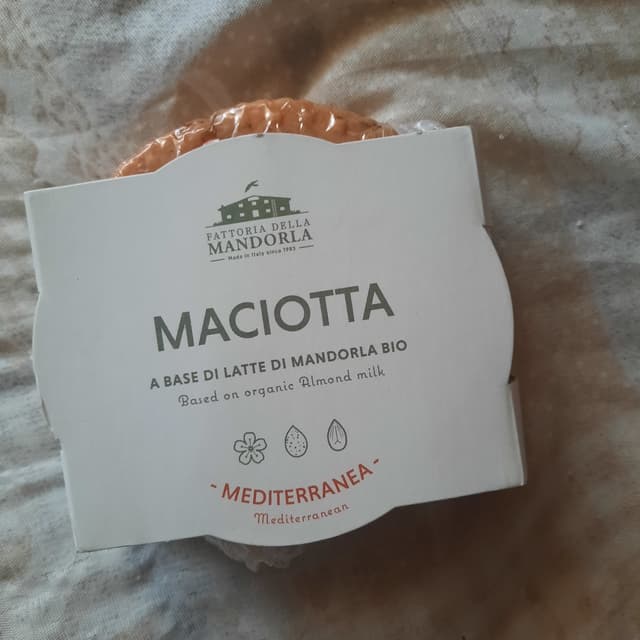 FATTORIA DELLA
MANDORLA
Made in Italy since 1985
MACIOTTA
A BASE DI LATTE DI MANDORLA BIO
Based on organic Almond milk
- MEDITERRANEA -
Mediterranean